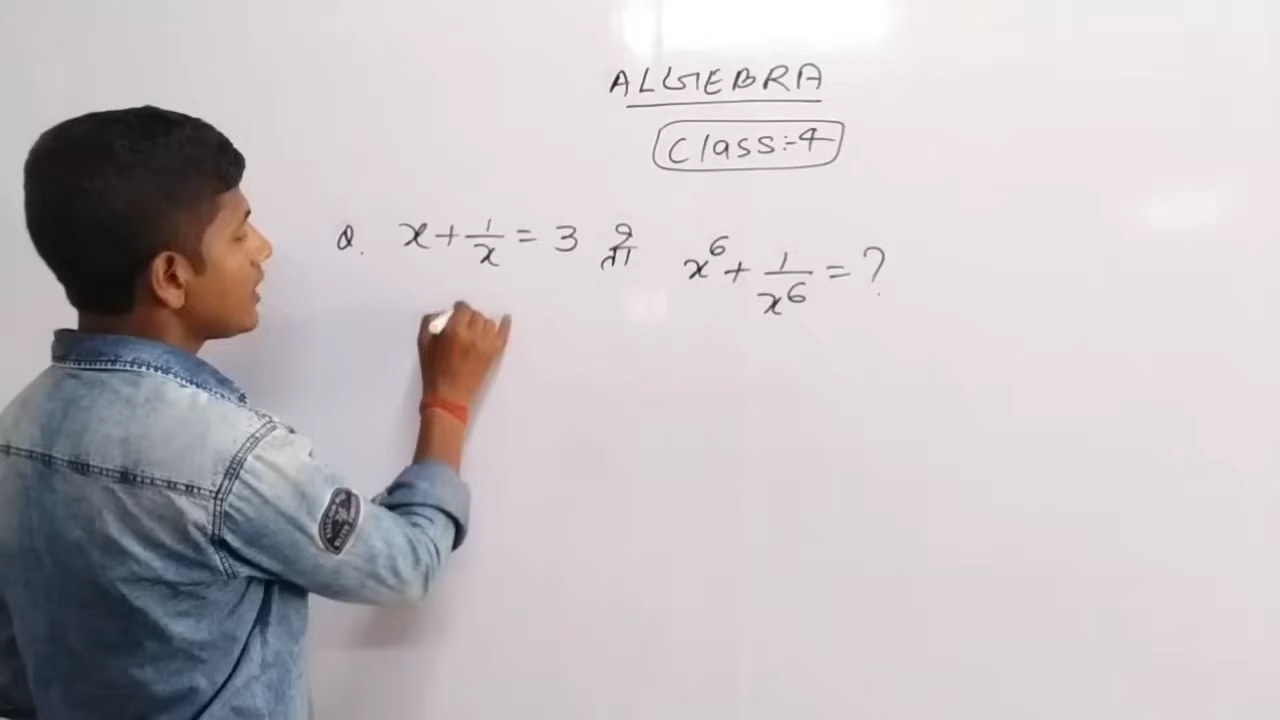 ALGEBRA
Class:-4
Q. x + 1/x = 3 x⁶ + 1/x⁶ = ?